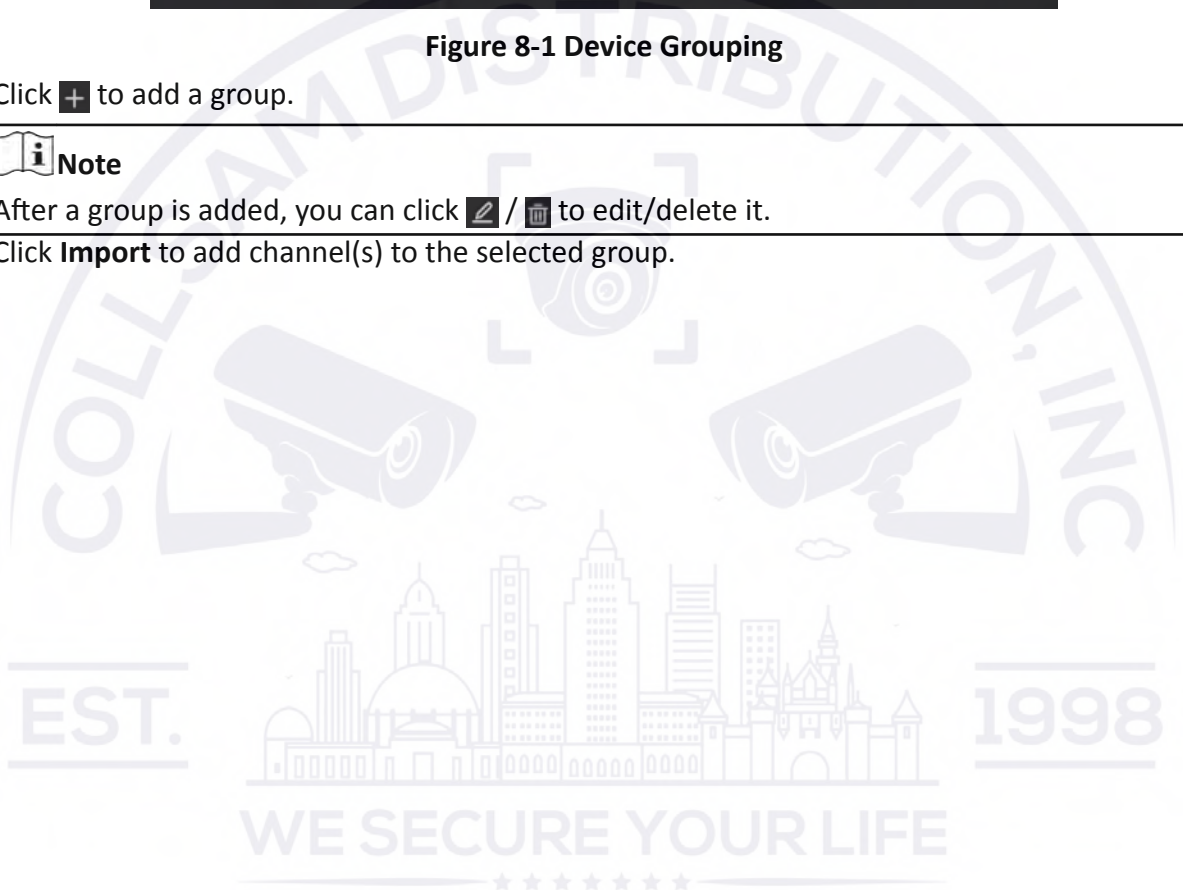 Figure 8-1 Device Grouping
Click + to add a group.
Note
After a group is added, you can click / to edit/delete it.
Click Import to add channel(s) to the selected group.
COLLSAM DISTRIBUTION, INC
EST. 1998
WE SECURE YOUR LIFE